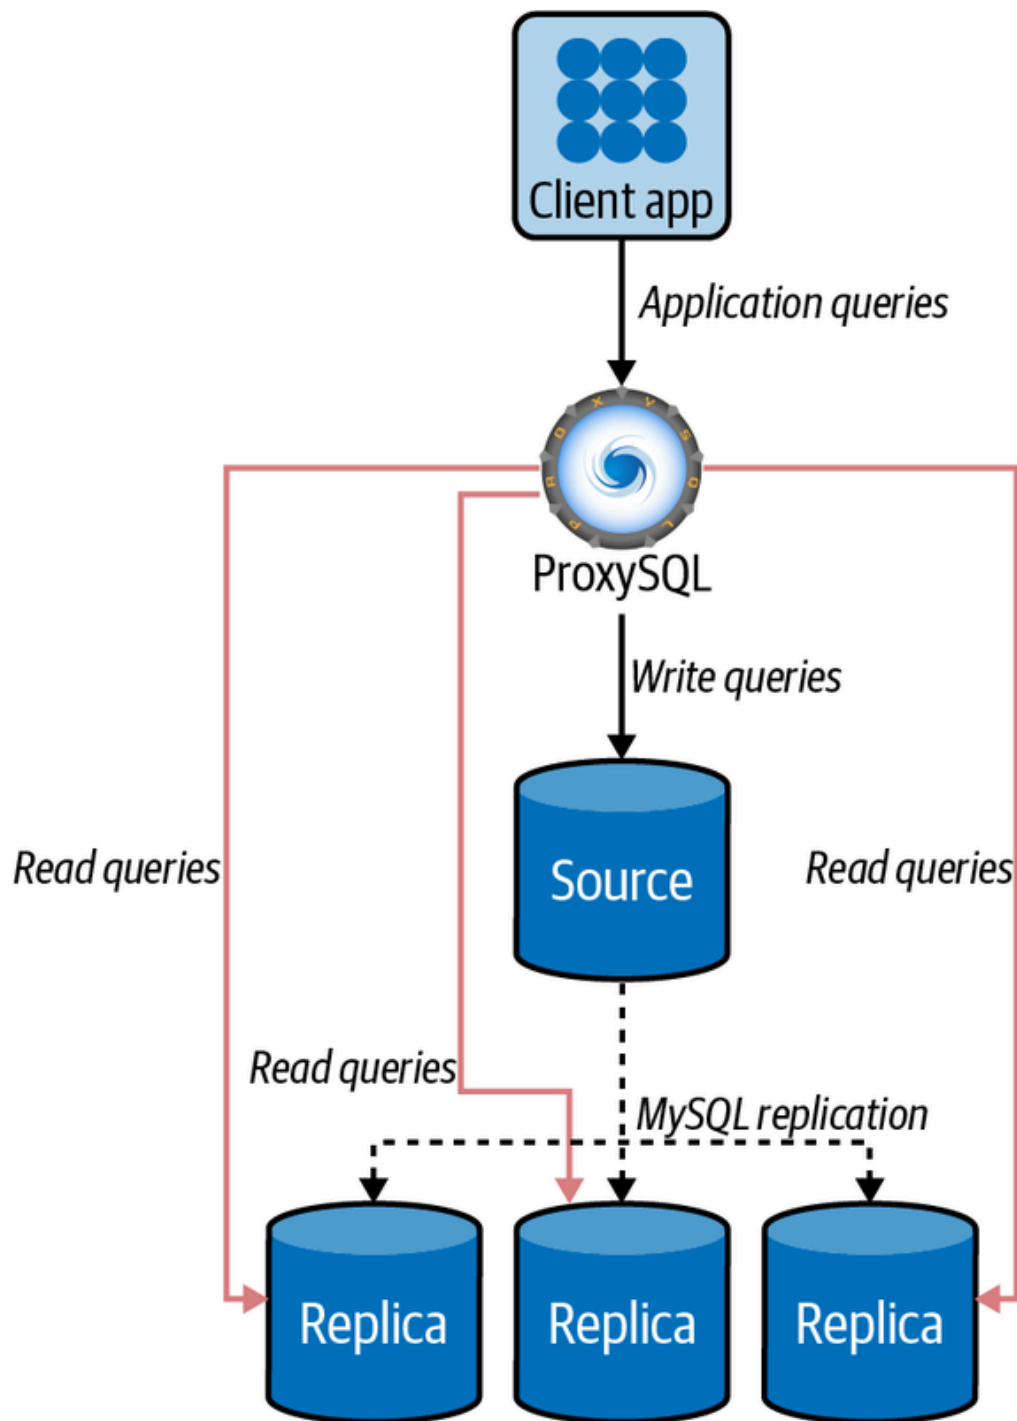 Client app
Application queries
PROXYSQL
ProxySQL
Write queries
Source
Read queries
Read queries
Read queries
MySQL replication
Replica
Replica
Replica